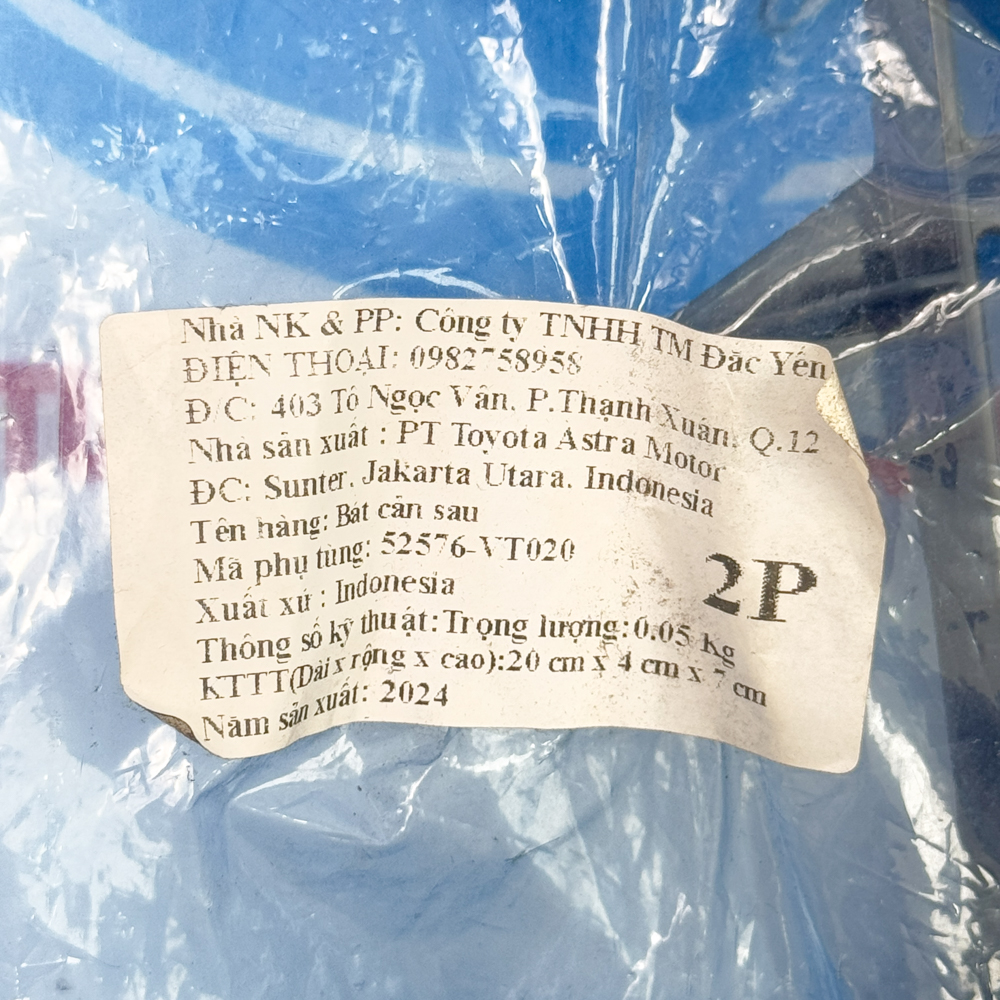 Nhà NK & PP: Công ty TNHH TM Đăc Yến
ĐIỆN THOẠI: 0982758958
Đ/C: 403 Tô Ngọc Vân. P.Thạnh Xuân. Q.12
Nhà sản xuất : PT Toyota Astra Motor
ĐC: Sunter. Jakarta Utara. Indonesia
Tên hàng: Bát cản sau
Mã phụ tùng: 52576-VT020
2P
Xuất xứ : Indonesia
Thông số kỹ thuật: Trọng lượng: 0.05 Kg
KTTT(Dài x rộng x cao):20 cm x 4 cm x 7 cm
Năm sản xuất: 2024